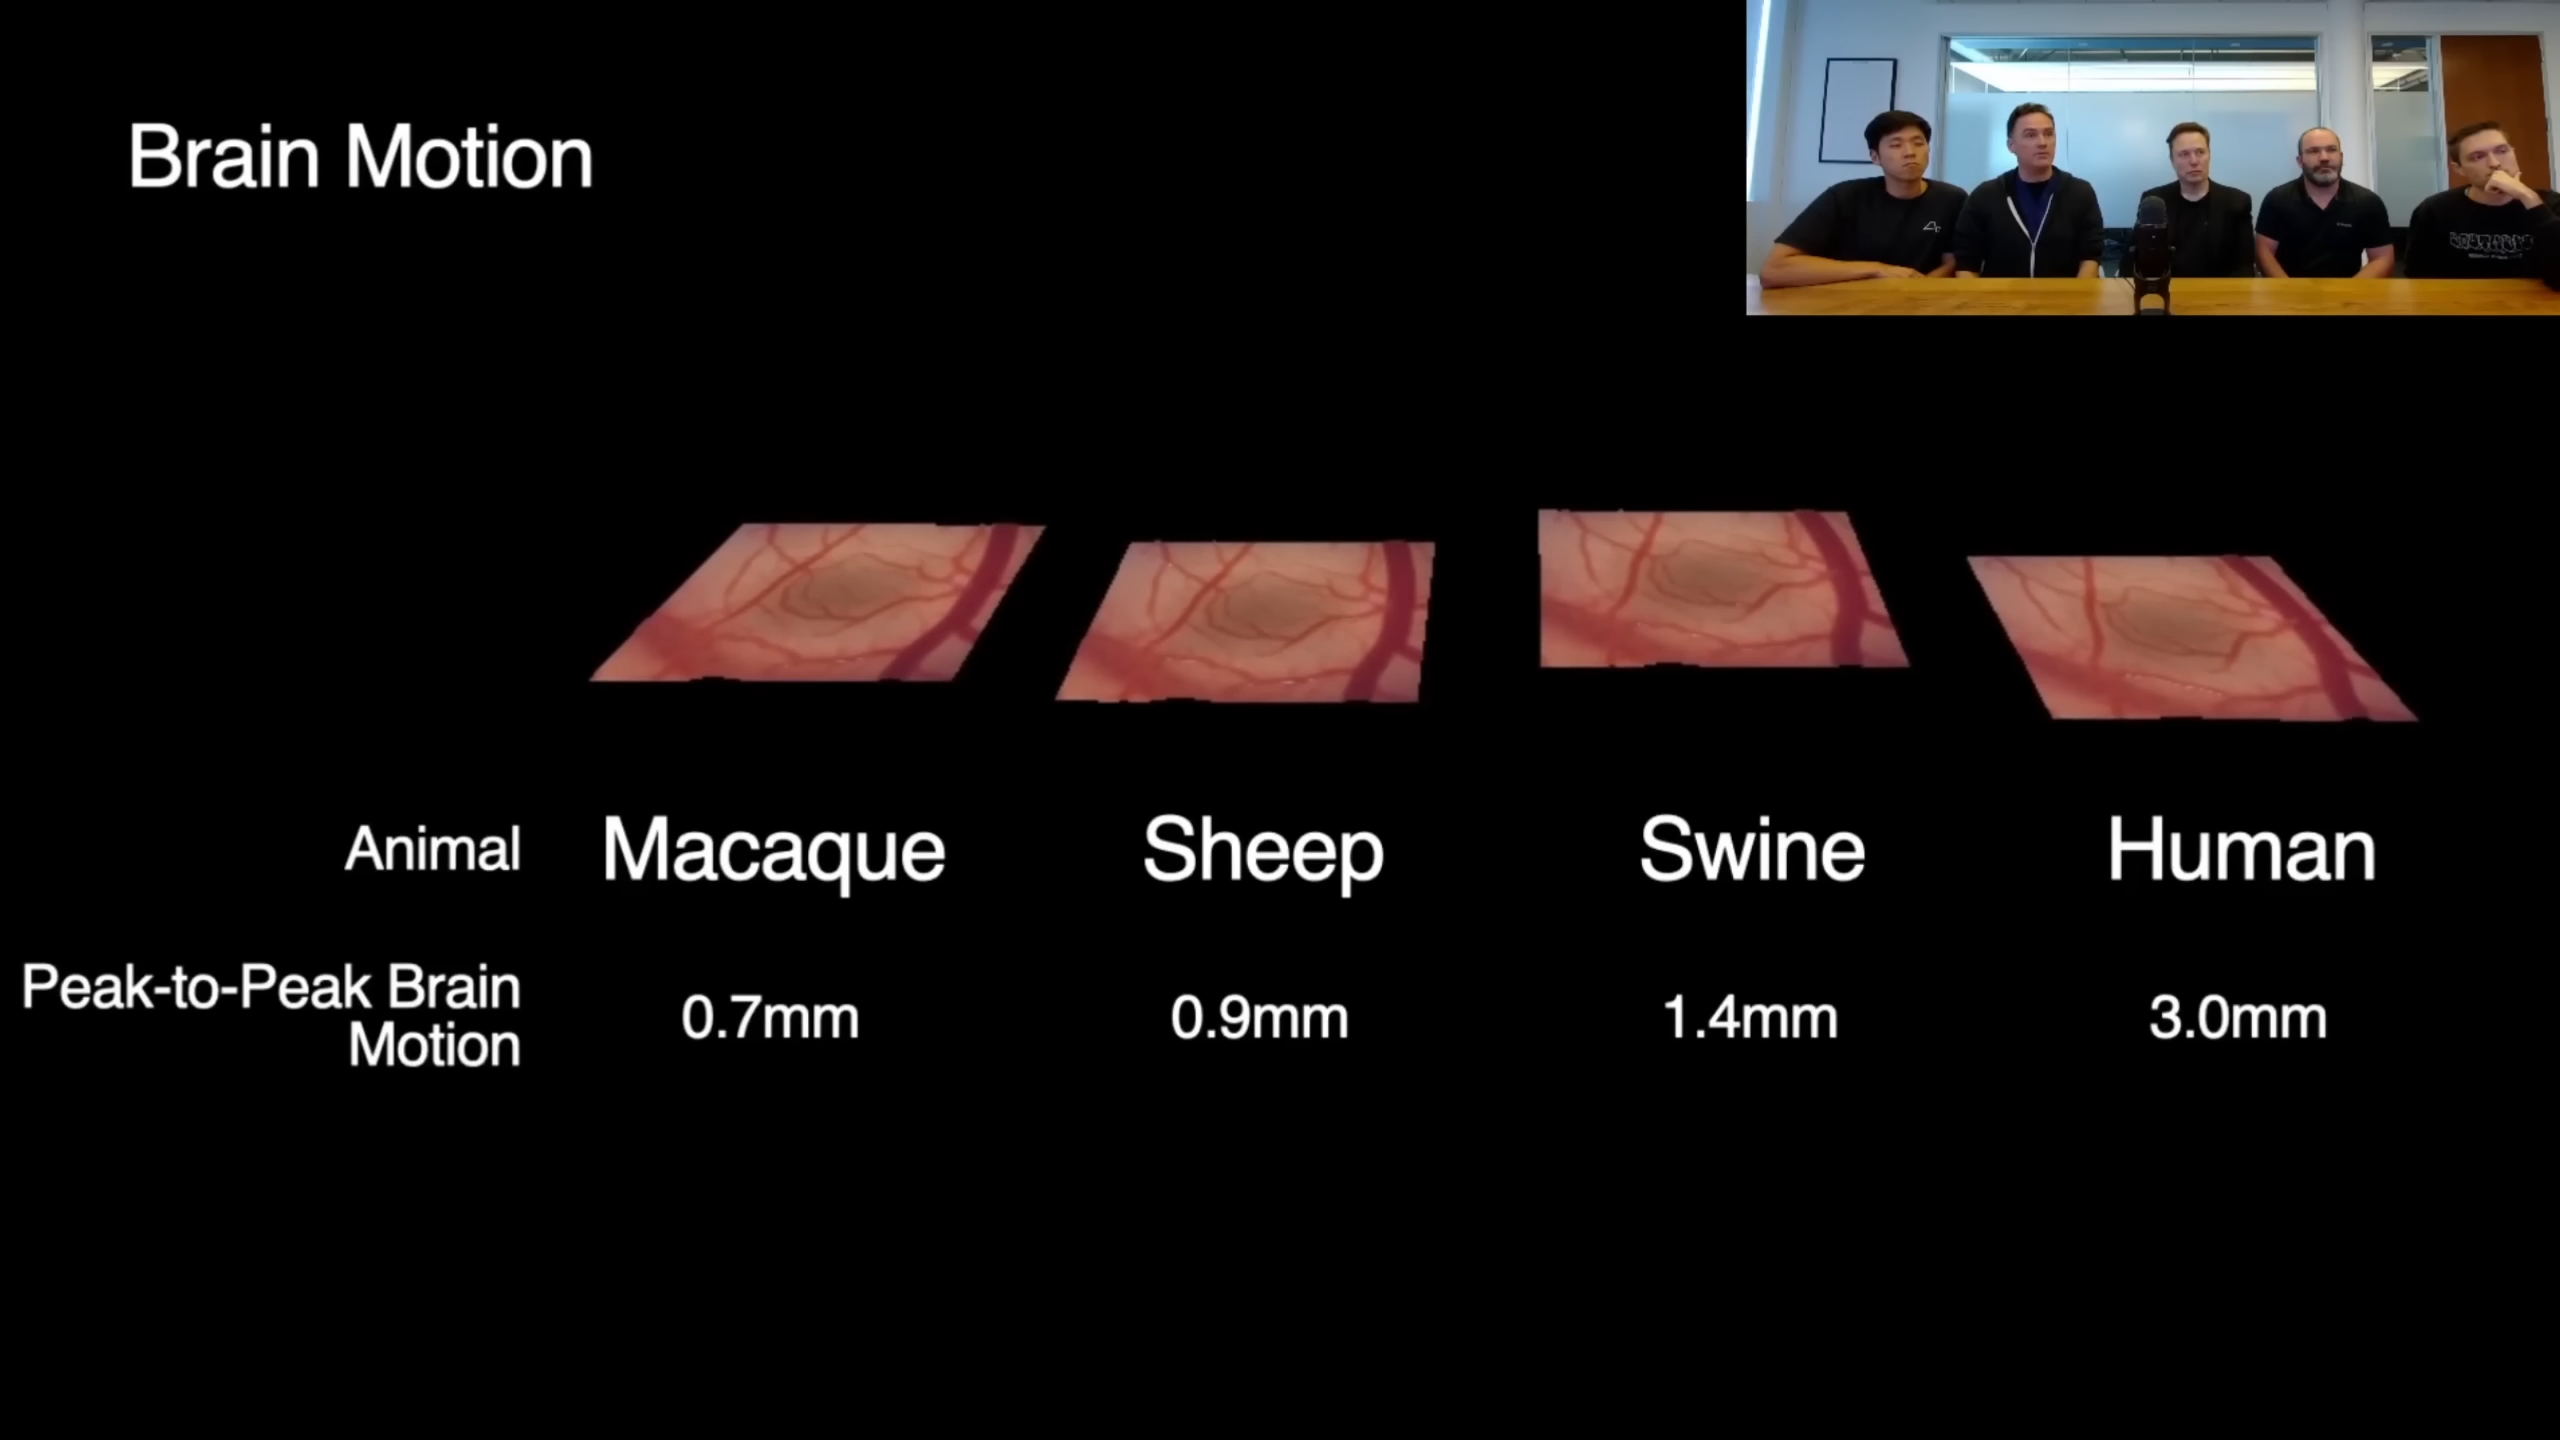 Brain Motion
Animal Macaque Sheep Swine Human
Peak-to-Peak Brain
Motion 0.7mm 0.9mm 1.4mm 3.0mm